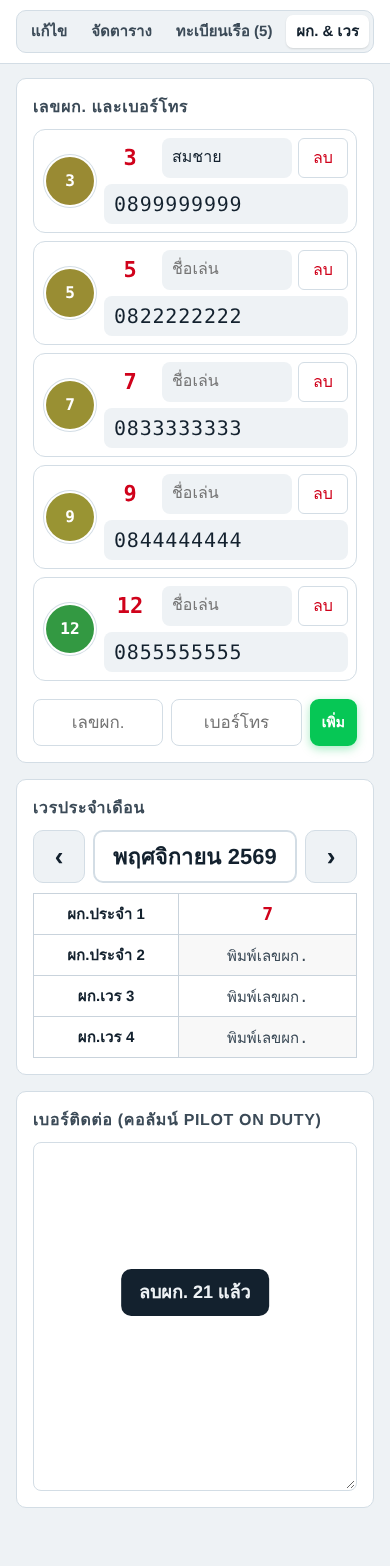 แก้ไข จัดตาราง ทะเบียนเรือ (5) ผก. & เวร
เลขผก. และเบอร์โทร
3 3 สมชาย ลบ
0899999999
5 5 ชื่อเล่น ลบ
0822222222
7 7 ชื่อเล่น ลบ
0833333333
9 9 ชื่อเล่น ลบ
0844444444
12 12 ชื่อเล่น ลบ
0855555555
เลขผก. เบอร์โทร เพิ่ม
เวรประจำเดือน
‹ พฤศจิกายน 2569 ›
ผก.ประจำ 1 7
ผก.ประจำ 2 พิมพ์เลขผก.
ผก.เวร 3 พิมพ์เลขผก.
ผก.เวร 4 พิมพ์เลขผก.
เบอร์ติดต่อ (คอลัมน์ PILOT ON DUTY)
ลบผก. 21 แล้ว